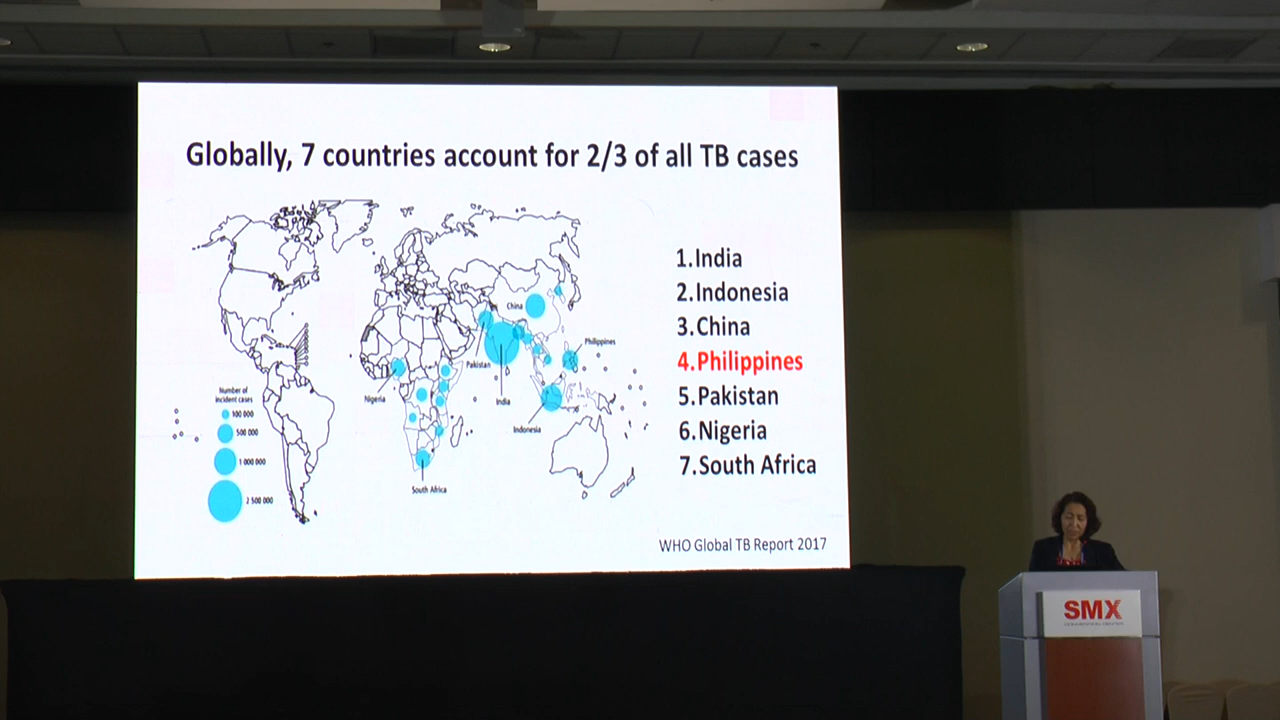 Globally, 7 countries account for 2/3 of all TB cases
1.India
2.Indonesia
3.China
4.Philippines
5.Pakistan
6.Nigeria
7.South Africa
China
Philippines
Pakistan
India
Nigeria
Indonesia
South Africa
Number of
incident cases
100 000
500 000
1 000 000
2 500 000
WHO Global TB Report 2017
SMX